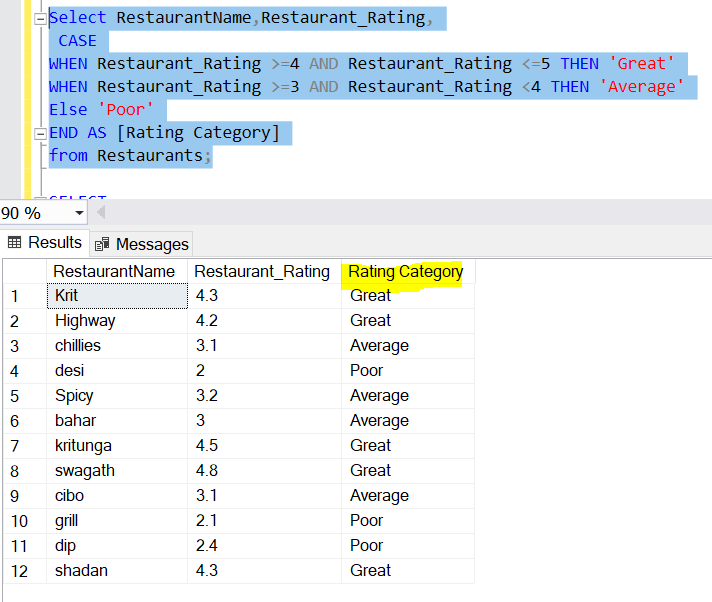 Select RestaurantName,Restaurant_Rating,
CASE
WHEN Restaurant_Rating >=4 AND Restaurant_Rating <=5 THEN 'Great'
WHEN Restaurant_Rating >=3 AND Restaurant_Rating <4 THEN 'Average'
Else 'Poor'
END AS [Rating Category]
from Restaurants;
SELECT
90 %
Results Messages
RestaurantName Restaurant_Rating Rating Category
1 Krit 4.3 Great
2 Highway 4.2 Great
3 chillies 3.1 Average
4 desi 2 Poor
5 Spicy 3.2 Average
6 bahar 3 Average
7 kritunga 4.5 Great
8 swagath 4.8 Great
9 cibo 3.1 Average
10 grill 2.1 Poor
11 dip 2.4 Poor
12 shadan 4.3 Great